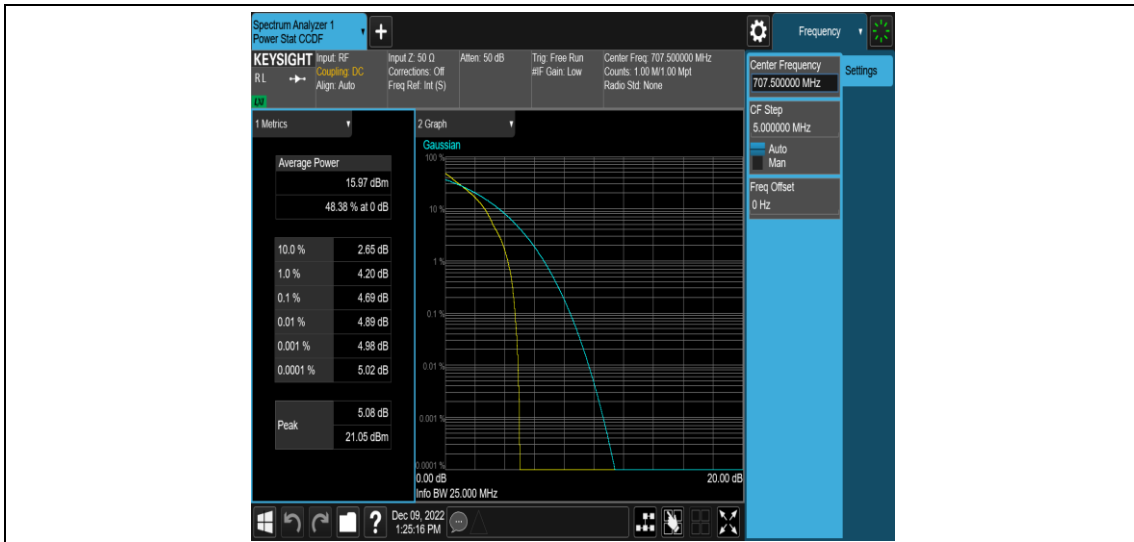 Spectrum Analyzer 1
Power Stat CCDF
Frequency
KEYSIGHT
RL
Input: RF
Coupling: DC
Align: Auto
Input Z: 50 Ω
Corrections: Off
Freq Ref: Int (S)
Atten: 50 dB
Trig: Free Run
#IF Gain: Low
Center Freq: 707.500000 MHz
Counts: 1.00 M/1.00 Mpt
Radio Std: None
Center Frequency
707.500000 MHz
Settings
CF Step
5.000000 MHz
Auto
Man
Freq Offset
0 Hz
1 Metrics
Average Power
15.97 dBm
48.38 % at 0 dB
10.0 % 2.65 dB
1.0 % 4.20 dB
0.1 % 4.69 dB
0.01 % 4.89 dB
0.001 % 4.98 dB
0.0001 % 5.02 dB
Peak
5.08 dB
21.05 dBm
2 Graph
Gaussian
100 %
10 %
1 %
0.1 %
0.01 %
0.001 %
0.0001 %
0.00 dB
20.00 dB
Info BW 25.000 MHz
?
Dec 09, 2022
1:25:16 PM